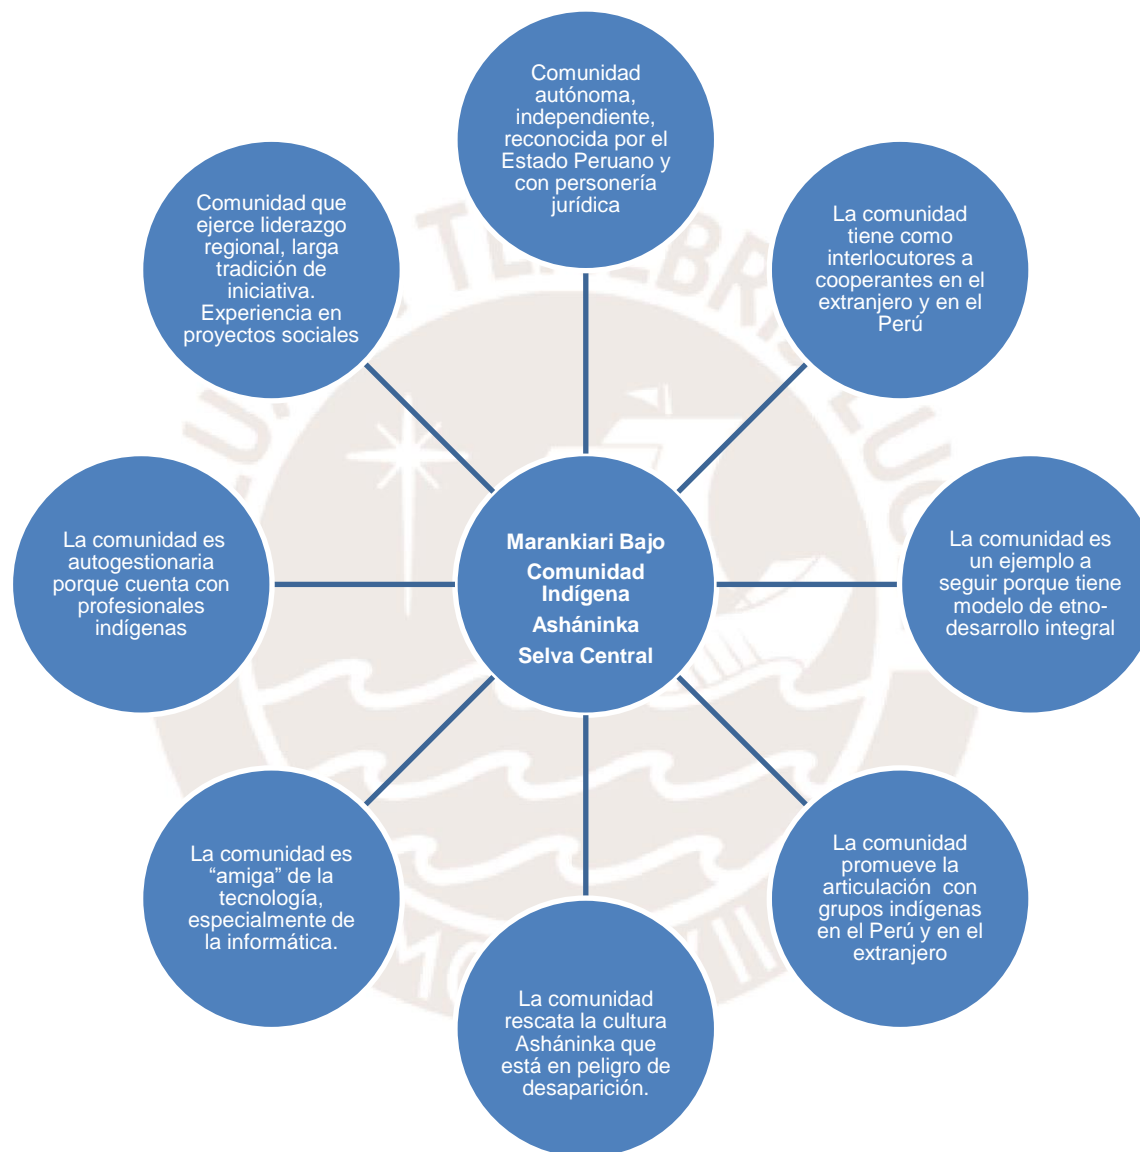 Comunidad
autónoma,
independiente,
reconocida por el
Estado Peruano y
con personería
jurídica
La comunidad
tiene como
interlocutores a
cooperantes en el
extranjero y en el
Perú
La comunidad es
un ejemplo a
seguir porque tiene
modelo de etno-
desarrollo integral
La comunidad
promueve la
articulación con
grupos indígenas
en el Perú y en el
extranjero
La comunidad
rescata la cultura
Asháninka que
está en peligro de
desaparición.
La comunidad es
“amiga” de la
tecnología,
especialmente de
la informática.
La comunidad es
autogestionaria
porque cuenta con
profesionales
indígenas
Comunidad que
ejerce liderazgo
regional, larga
tradición de
iniciativa.
Experiencia en
proyectos sociales
Marankiari Bajo
Comunidad
Indígena
Asháninka
Selva Central